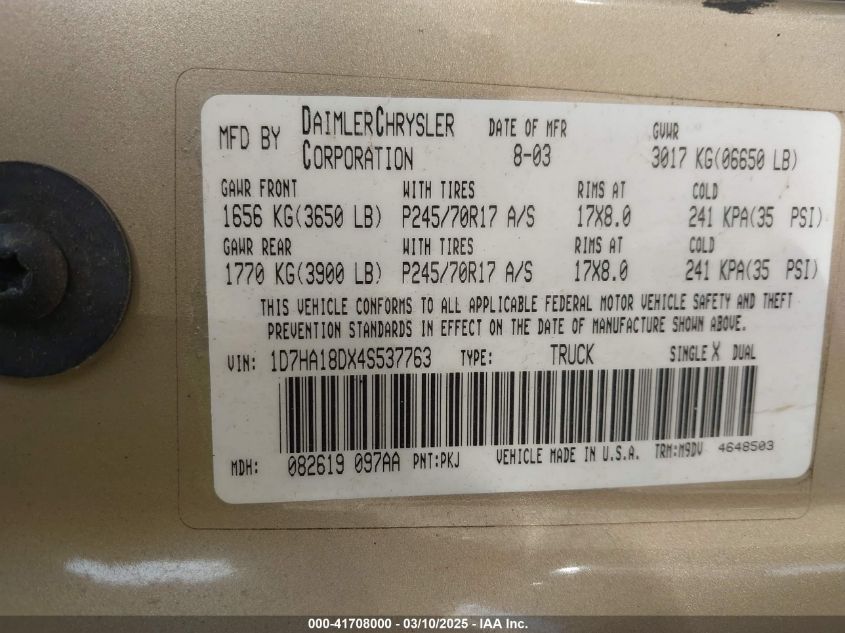 MFD BY DAIMLERCHRYSLER CORPORATION DATE OF MFR 8-03 GVWR 3017 KG(06650 LB)
GAWR FRONT WITH TIRES RIMS AT COLD
1656 KG(3650 LB) P245/70R17 A/S 17X8.0 241 KPA(35 PSI)
GAWR REAR WITH TIRES RIMS AT COLD
1770 KG(3900 LB) P245/70R17 A/S 17X8.0 241 KPA(35 PSI)
THIS VEHICLE CONFORMS TO ALL APPLICABLE FEDERAL MOTOR VEHICLE SAFETY AND THEFT
PREVENTION STANDARDS IN EFFECT ON THE DATE OF MANUFACTURE SHOWN ABOVE.
VIN: 1D7HA18DX4S537763 TYPE: TRUCK SINGLE X DUAL
MDH: 082619 097AA PNT:PKJ VEHICLE MADE IN U.S.A. TRM:M9DV 4648503
000-41708000 - 03/10/2025 - IAA Inc.